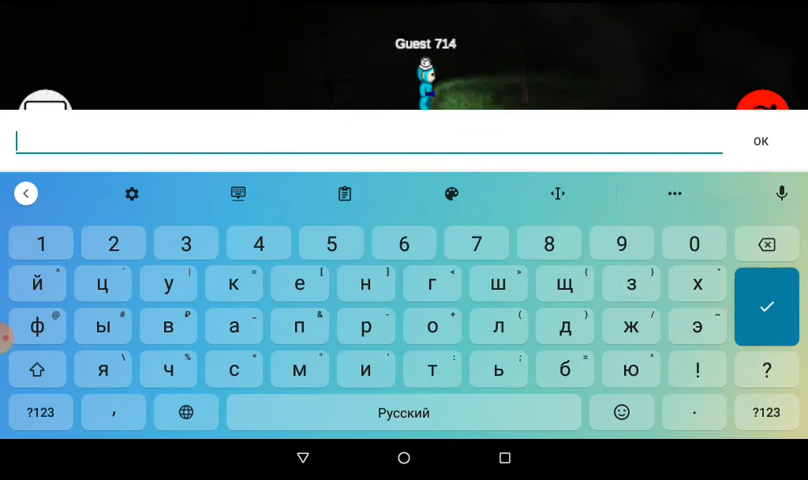 Guest 714
ОК
1 2 3 4 5 6 7 8 9 0
й ^ ц ` у | к = е [ н ] г < ш > щ { з } х ~
ф @ ы # в ₽ а _ п & р - о + л ( д ) ж / э "
я \ ч % с * м " и ' т : ь ; б = ю ^ ! ?
?123 , Русский . ?123